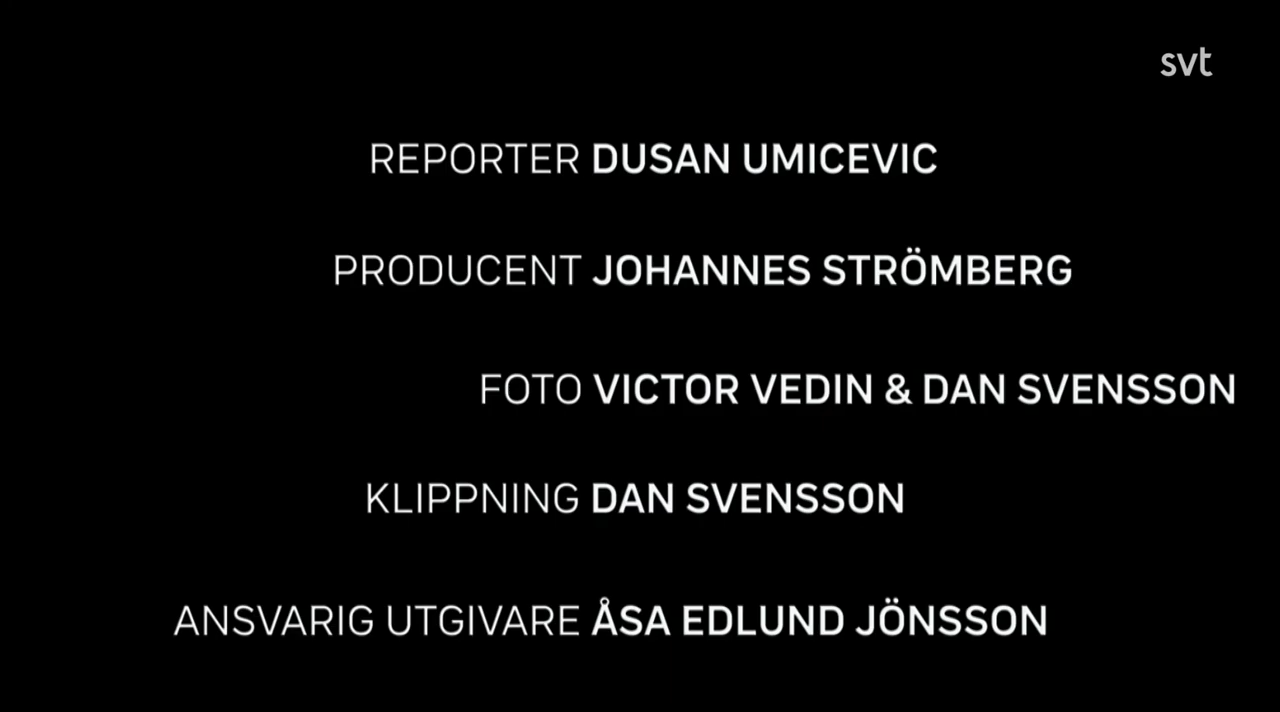 svt
REPORTER DUSAN UMICEVIC
PRODUCENT JOHANNES STRÖMBERG
FOTO VICTOR VEDIN & DAN SVENSSON
KLIPPNING DAN SVENSSON
ANSVARIG UTGIVARE ÅSA EDLUND JÖNSSON